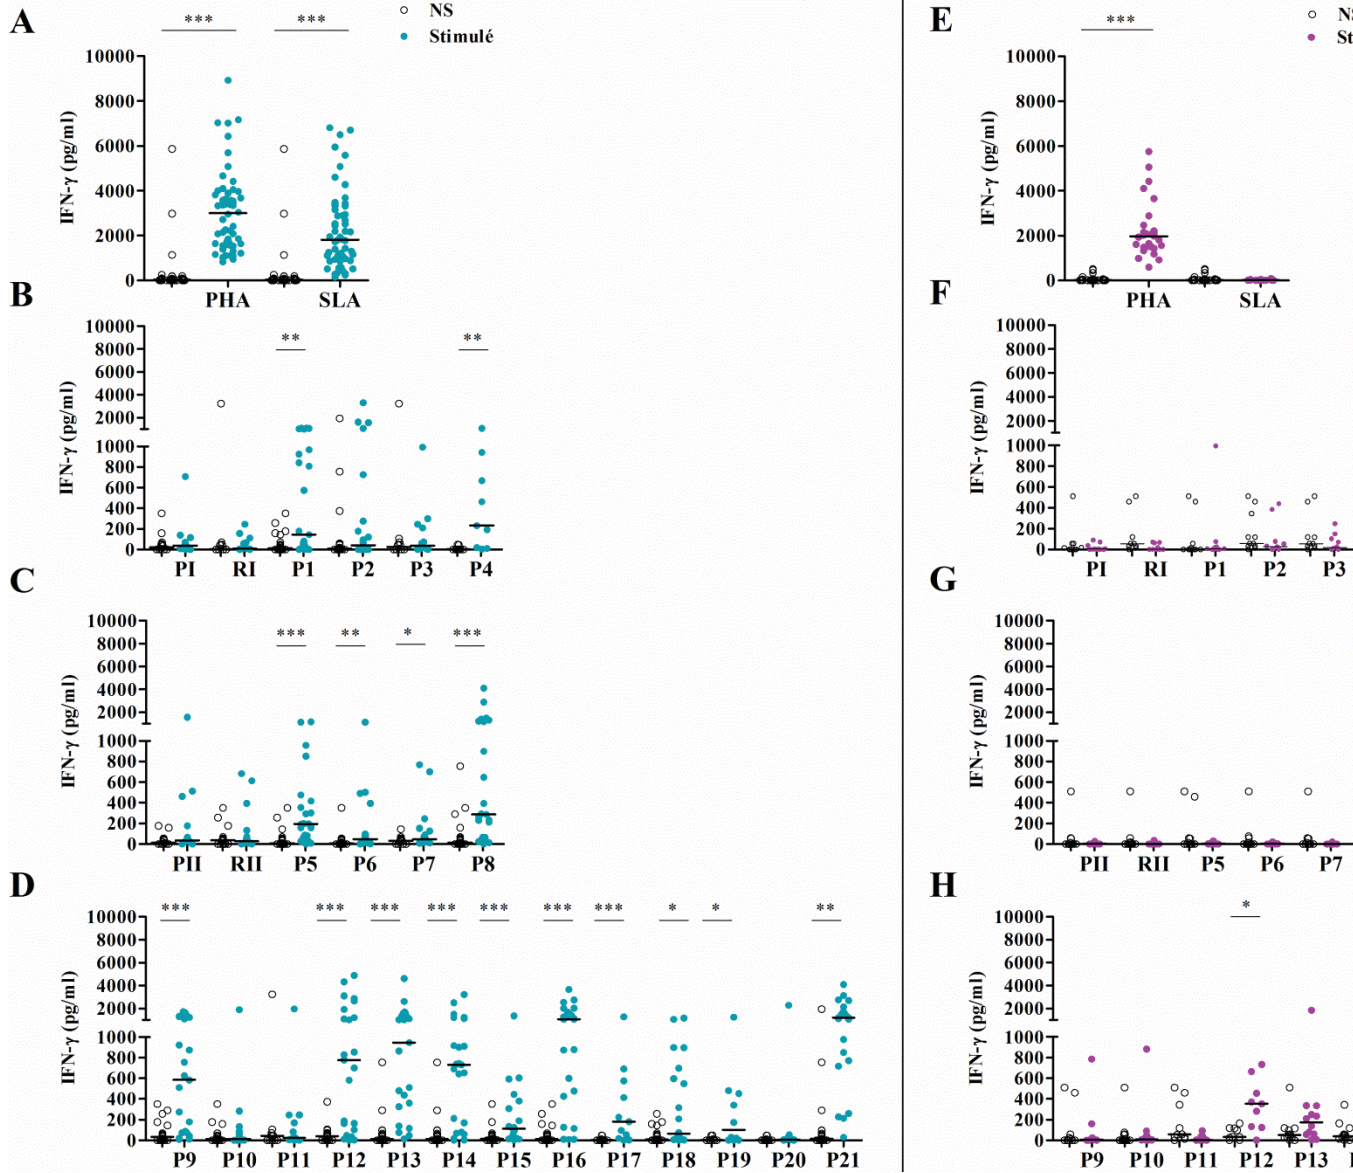 A
***
***
NS
Stimulé
IFN-γ (pg/ml)
10000
8000
6000
4000
2000
0
PHA
SLA
B
**
**
IFN-γ (pg/ml)
10000
8000
6000
4000
2000
1000
800
600
400
200
0
PI
RI
P1
P2
P3
P4
C
***
**
*
***
IFN-γ (pg/ml)
10000
8000
6000
4000
2000
1000
800
600
400
200
0
PII
RII
P5
P6
P7
P8
D
***
***
***
***
***
***
***
*
*
**
IFN-γ (pg/ml)
10000
8000
6000
4000
2000
1000
800
600
400
200
0
P9
P10
P11
P12
P13
P14
P15
P16
P17
P18
P19
P20
P21
E
***
IFN-γ (pg/ml)
10000
8000
6000
4000
2000
0
PHA
SLA
F
IFN-γ (pg/ml)
10000
8000
6000
4000
2000
1000
800
600
400
200
0
PI
RI
P1
P2
P3
G
IFN-γ (pg/ml)
10000
8000
6000
4000
2000
1000
800
600
400
200
0
PII
RII
P5
P6
P7
H
*
IFN-γ (pg/ml)
10000
8000
6000
4000
2000
1000
800
600
400
200
0
P9
P10
P11
P12
P13